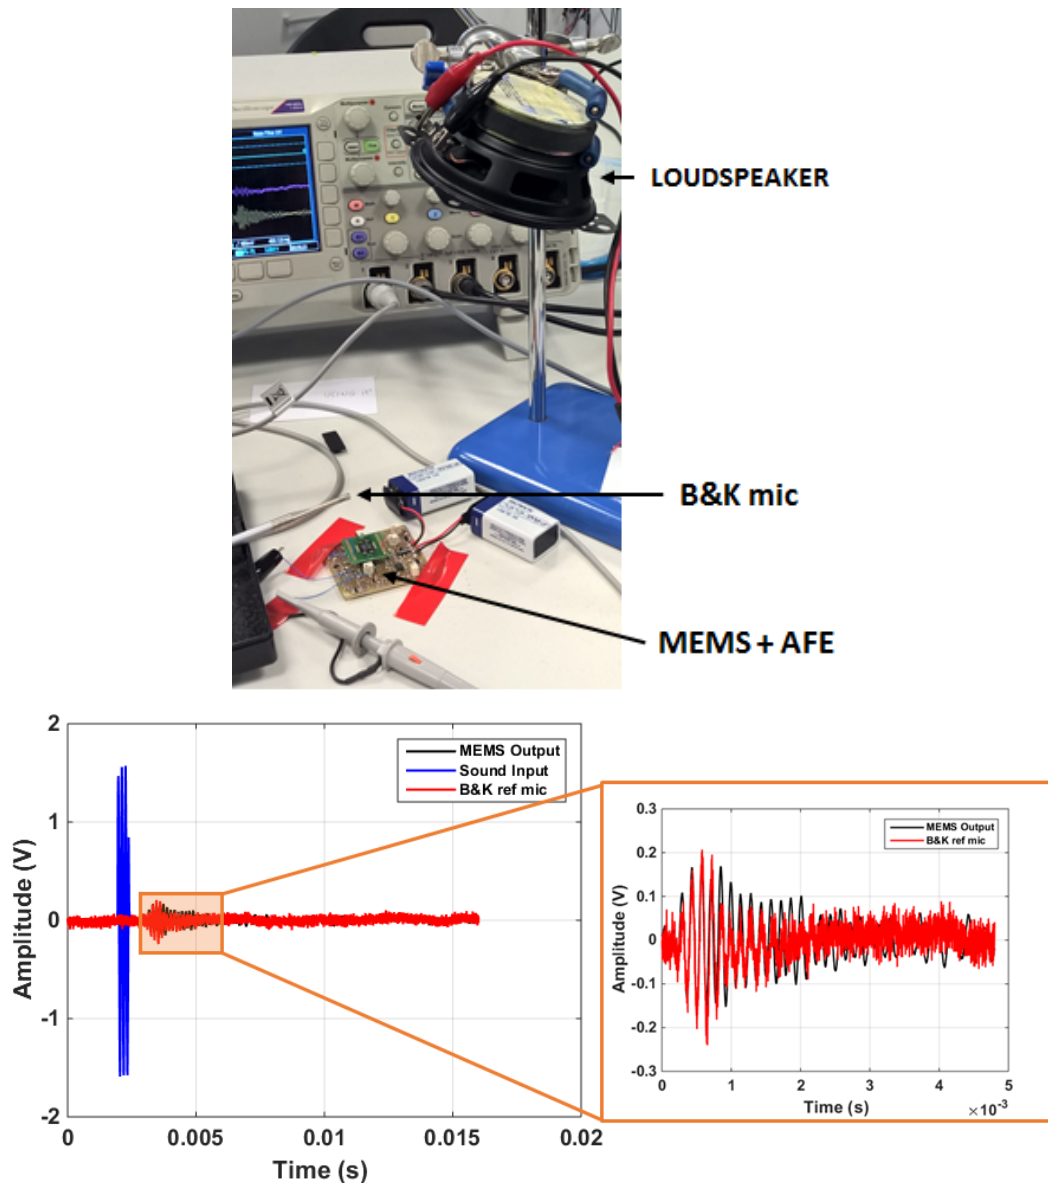 LOUDSPEAKER
B&K mic
MEMS + AFE
2
1
0
-1
-2
Amplitude (V)
MEMS Output
Sound Input
B&K ref mic
0
0.005
0.01
0.015
0.02
Time (s)
0.3
0.2
0.1
0
-0.1
-0.2
-0.3
Amplitude (V)
MEMS Output
B&K ref mic
0
1
2
3
4
5
Time (s)
×10⁻³